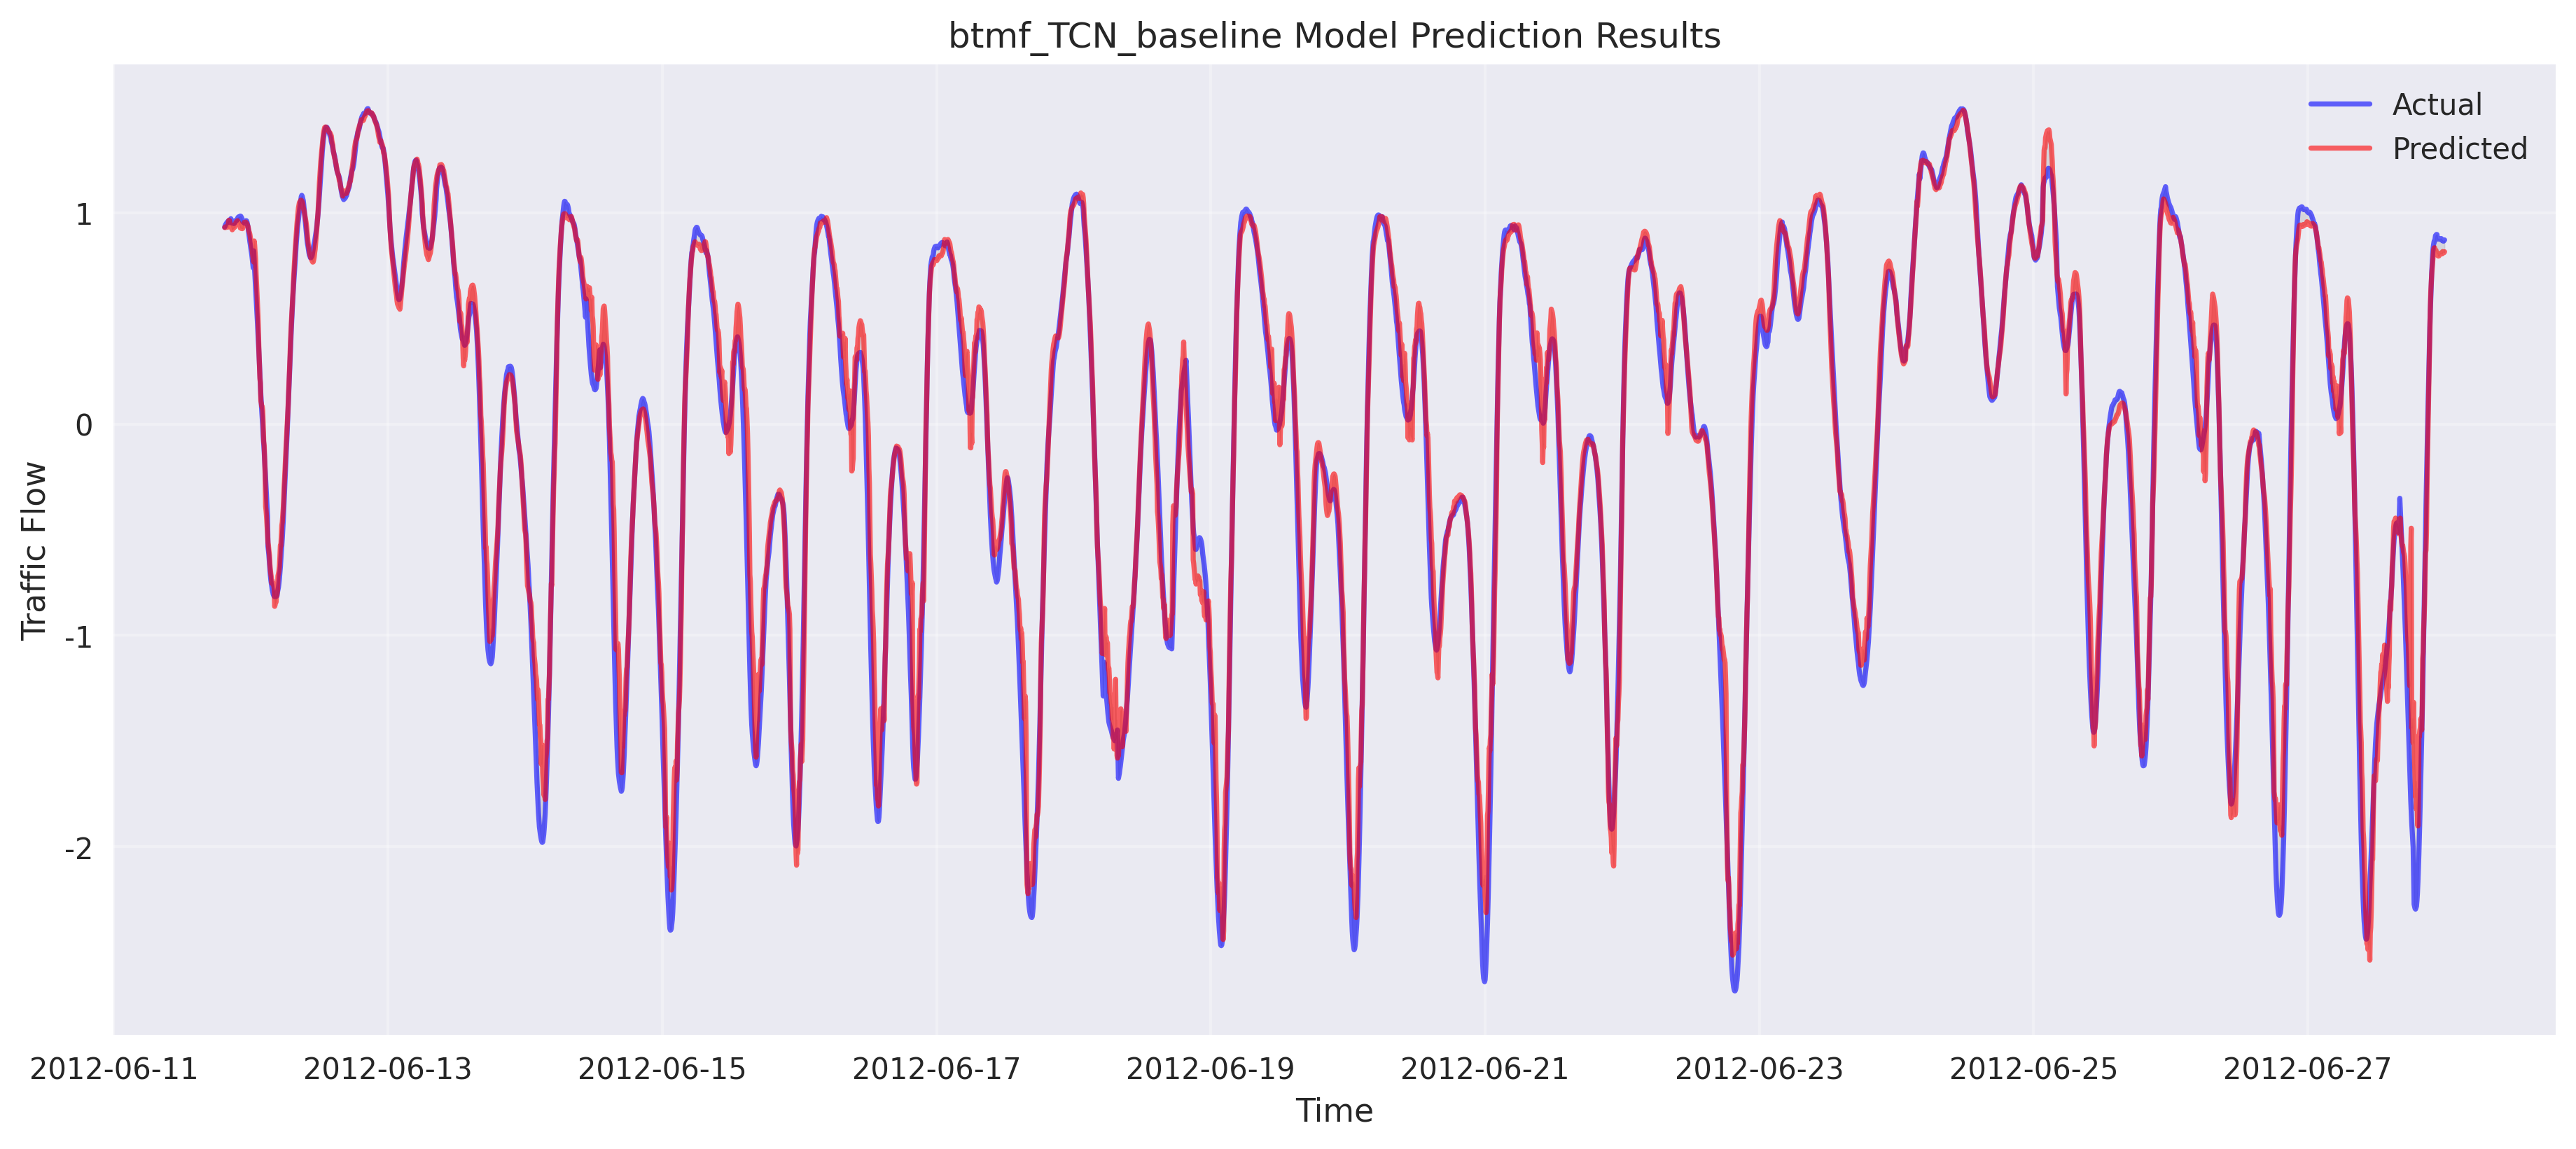 btmf_TCN_baseline Model Prediction Results
Actual
Predicted
Traffic Flow
1
0
-1
-2
2012-06-11
2012-06-13
2012-06-15
2012-06-17
2012-06-19
2012-06-21
2012-06-23
2012-06-25
2012-06-27
Time